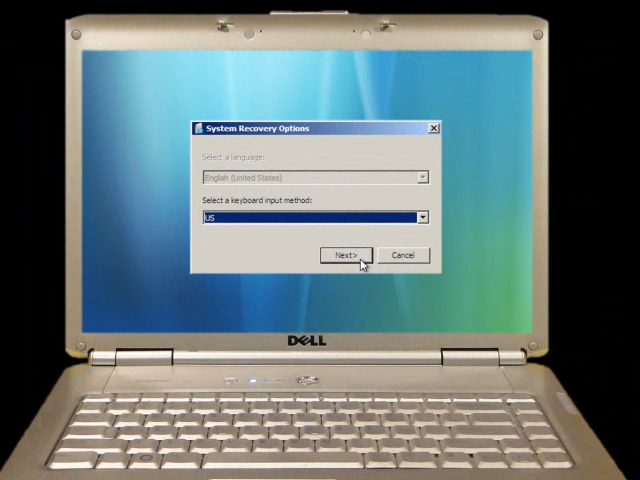 System Recovery Options
Select a language:
English (United States)
Select a keyboard input method:
US
Next>
Cancel
DELL